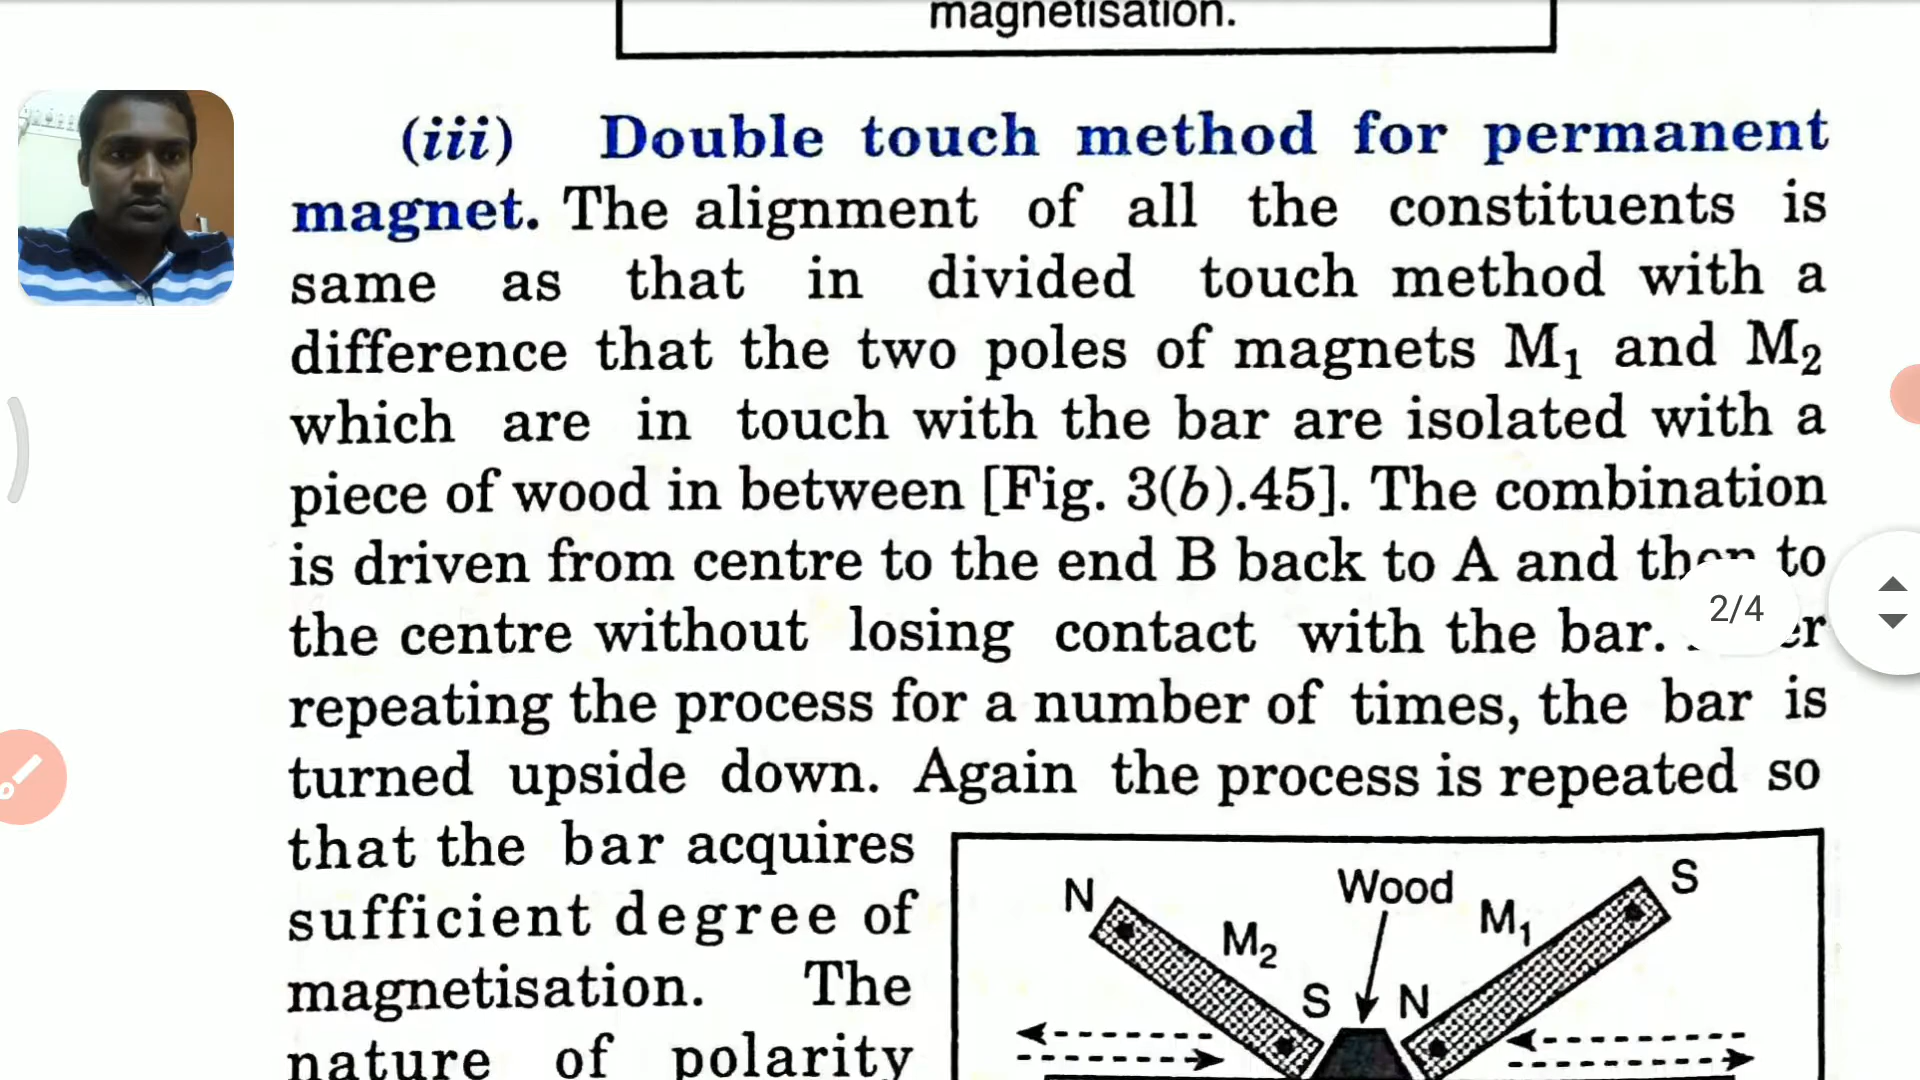 magnetisation.
(iii) Double touch method for permanent
magnet. The alignment of all the constituents is
same as that in divided touch method with a
difference that the two poles of magnets M₁ and M₂
which are in touch with the bar are isolated with a
piece of wood in between [Fig. 3(b).45]. The combination
is driven from centre to the end B back to A and then to
the centre without losing contact with the bar.
2/4
repeating the process for a number of times, the bar is
turned upside down. Again the process is repeated so
that the bar acquires
sufficient degree of
magnetisation. The
nature of polarity
N
M₂
S
Wood
M₁
S
N